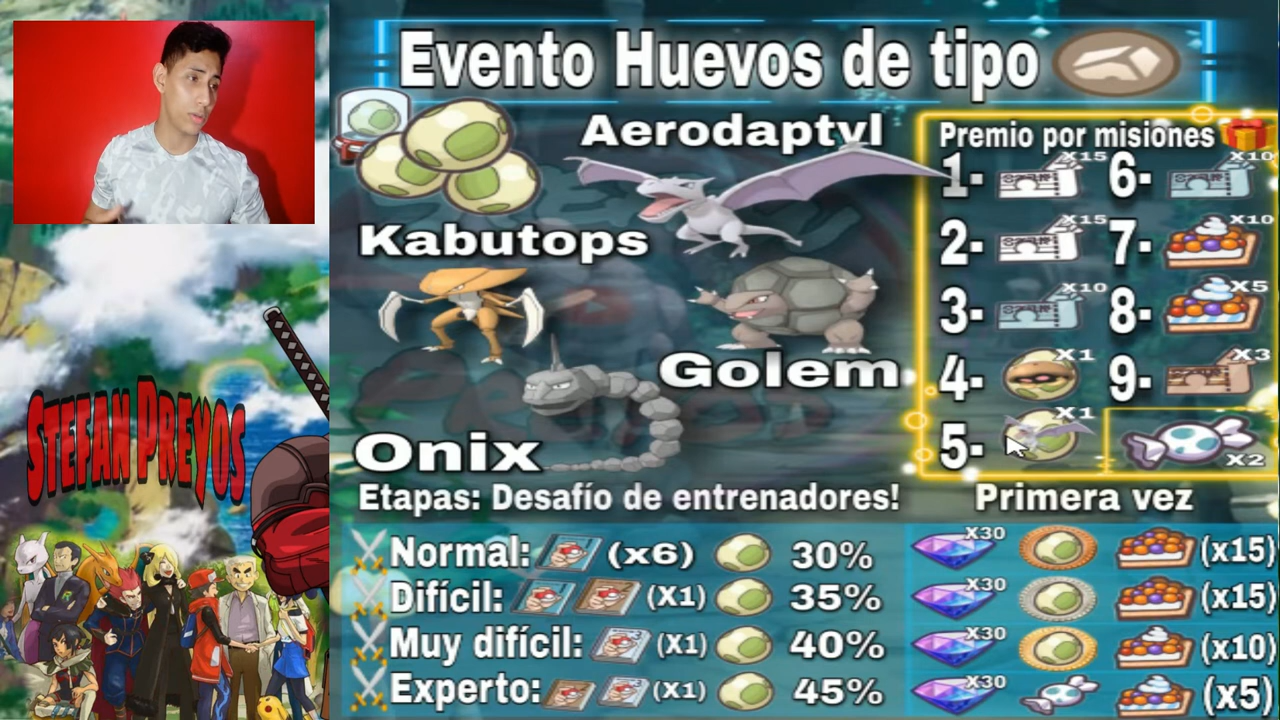 Evento Huevos de tipo
Aerodaptyl
Kabutops
Golem
Onix
Premio por misiones
1- X15 6- X10
2- X15 7- X10
3- X10 8- X5
4- X1 9- X3
5- X1 X2
STEFAN PREYOS
Etapas: Desafío de entrenadores!
Primera vez
Normal: (x6) 30% X30 (x15)
Difícil: (X1) 35% X30 (x15)
Muy difícil: (X1) 40% X30 (x10)
Experto: (X1) 45% X30 (x5)